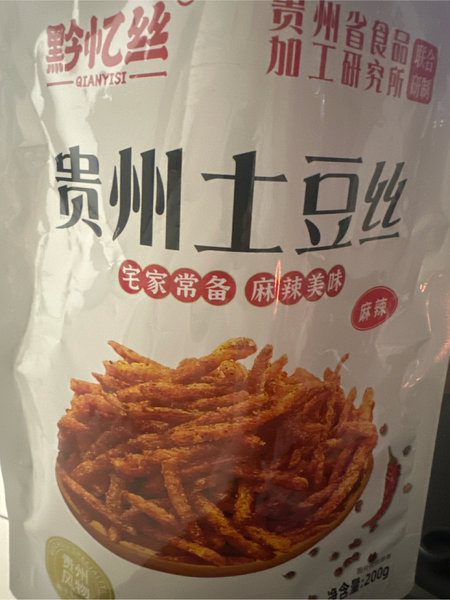 黔忆丝
QIANYISI
贵州省食品
加工研究所
联合
研制
贵州土豆丝
宅家常备 麻辣美味
麻辣
贵州
风物
净含量:200g